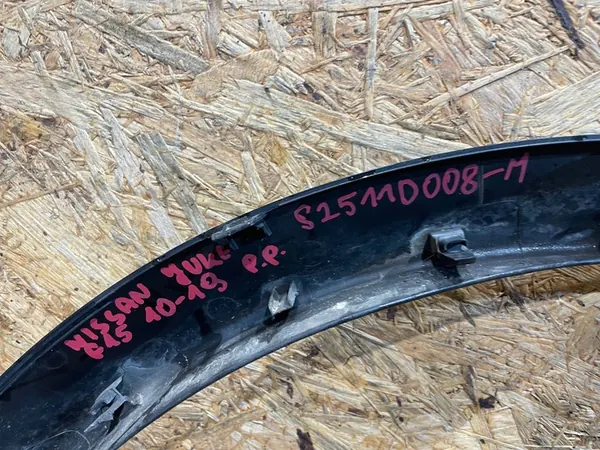 NISSAN JUKE
F15 10-19 P.P.
S2511D008-M